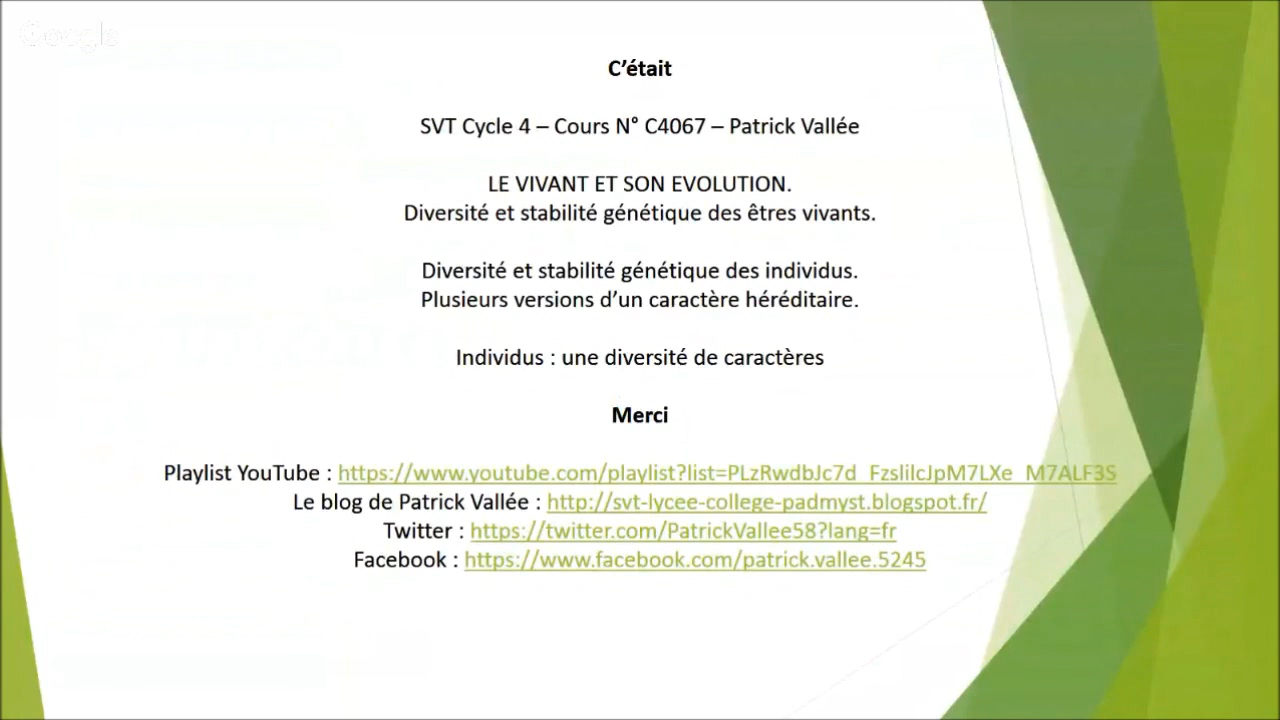 Google
C'était
SVT Cycle 4 – Cours N° C4067 – Patrick Vallée
LE VIVANT ET SON EVOLUTION.
Diversité et stabilité génétique des êtres vivants.
Diversité et stabilité génétique des individus.
Plusieurs versions d'un caractère héréditaire.
Individus : une diversité de caractères
Merci
Playlist YouTube : https://www.youtube.com/playlist?list=PLzRwdbJc7d_FzsliIcJpM7LXe_M7ALF3S
Le blog de Patrick Vallée : http://svt-lycee-college-padmyst.blogspot.fr/
Twitter : https://twitter.com/PatrickVallee58?lang=fr
Facebook : https://www.facebook.com/patrick.vallee.5245